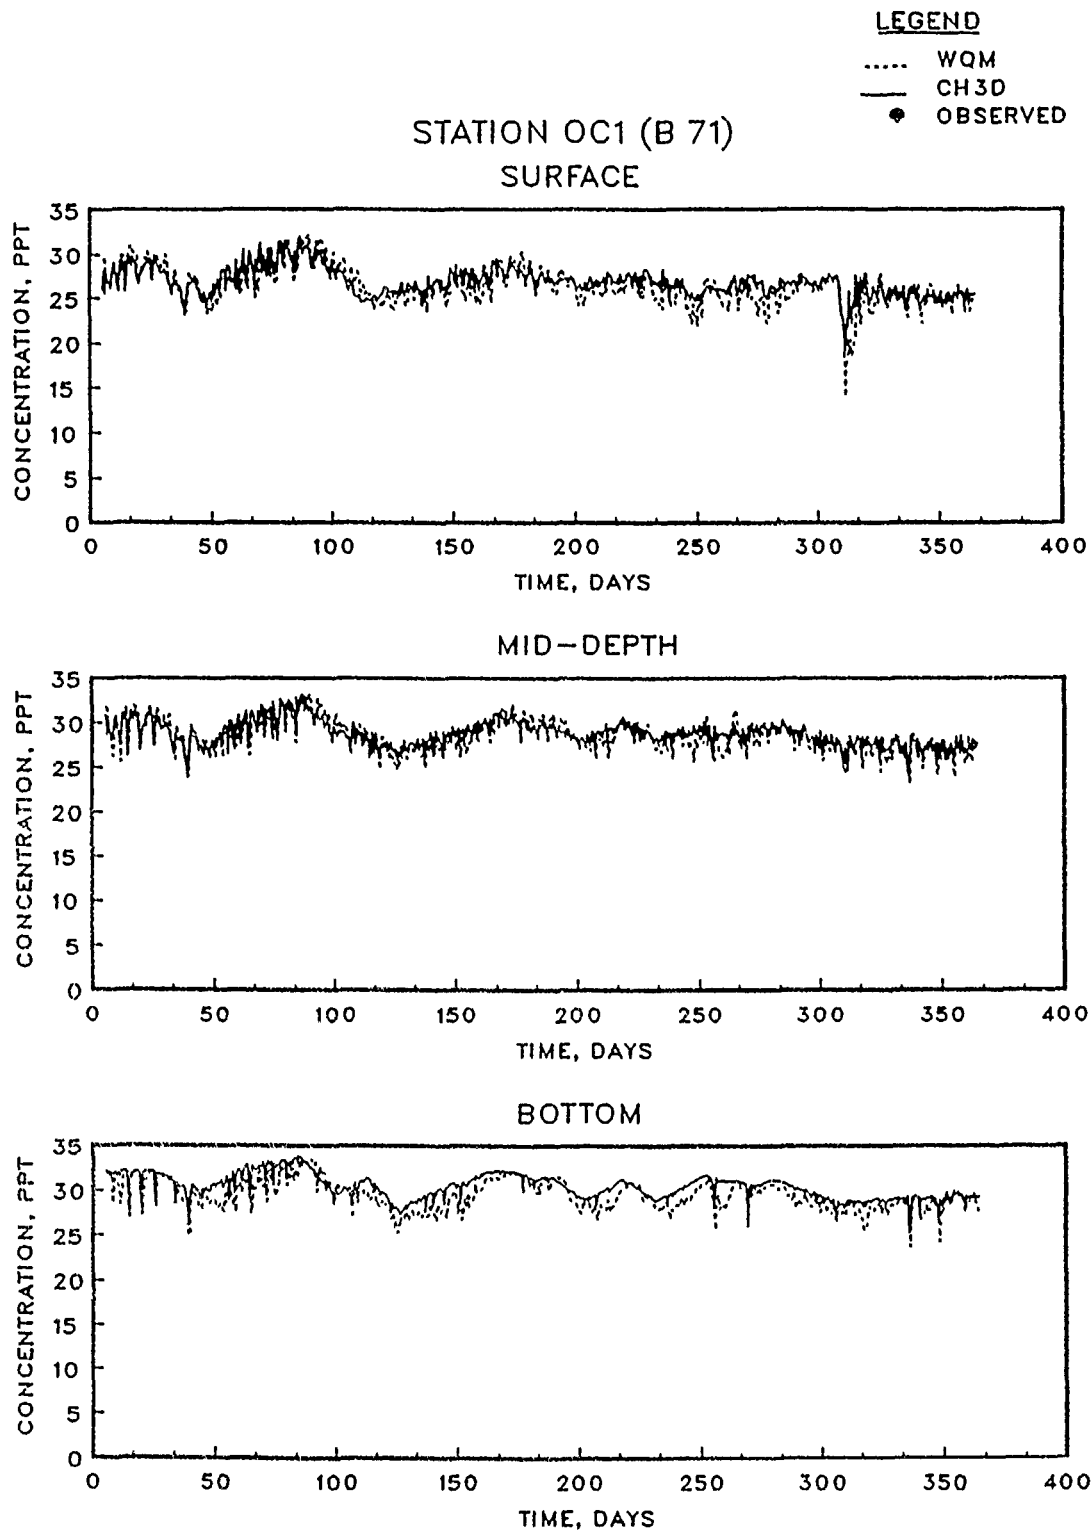 LEGEND
WQM
CH3D
OBSERVED
STATION OC1 (B 71)
SURFACE
CONCENTRATION, PPT
35
30
25
20
15
10
5
0
0 50 100 150 200 250 300 350 400
TIME, DAYS
MID-DEPTH
CONCENTRATION, PPT
35
30
25
20
15
10
5
0
0 50 100 150 200 250 300 350 400
TIME, DAYS
BOTTOM
CONCENTRATION, PPT
35
30
25
20
15
10
5
0
0 50 100 150 200 250 300 350 400
TIME, DAYS